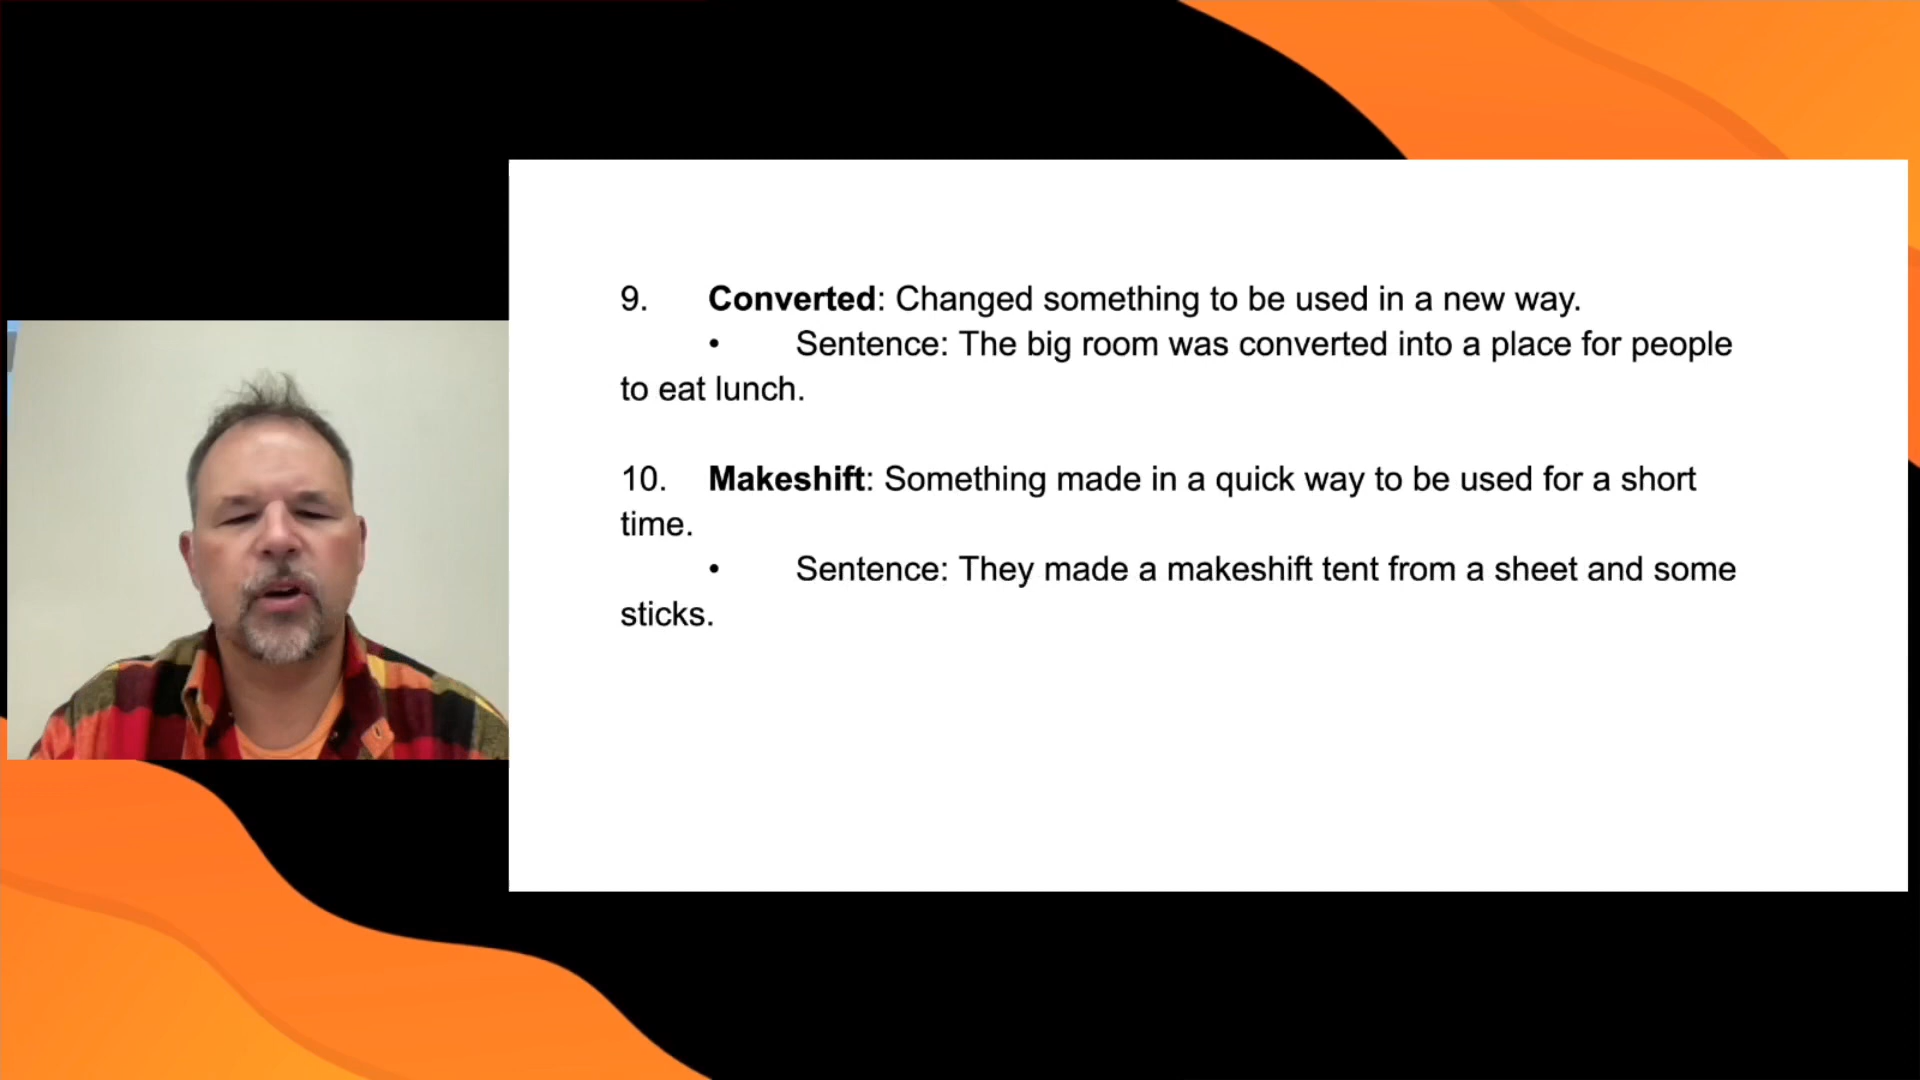 9. Converted: Changed something to be used in a new way.
• Sentence: The big room was converted into a place for people
to eat lunch.
10. Makeshift: Something made in a quick way to be used for a short
time.
• Sentence: They made a makeshift tent from a sheet and some
sticks.